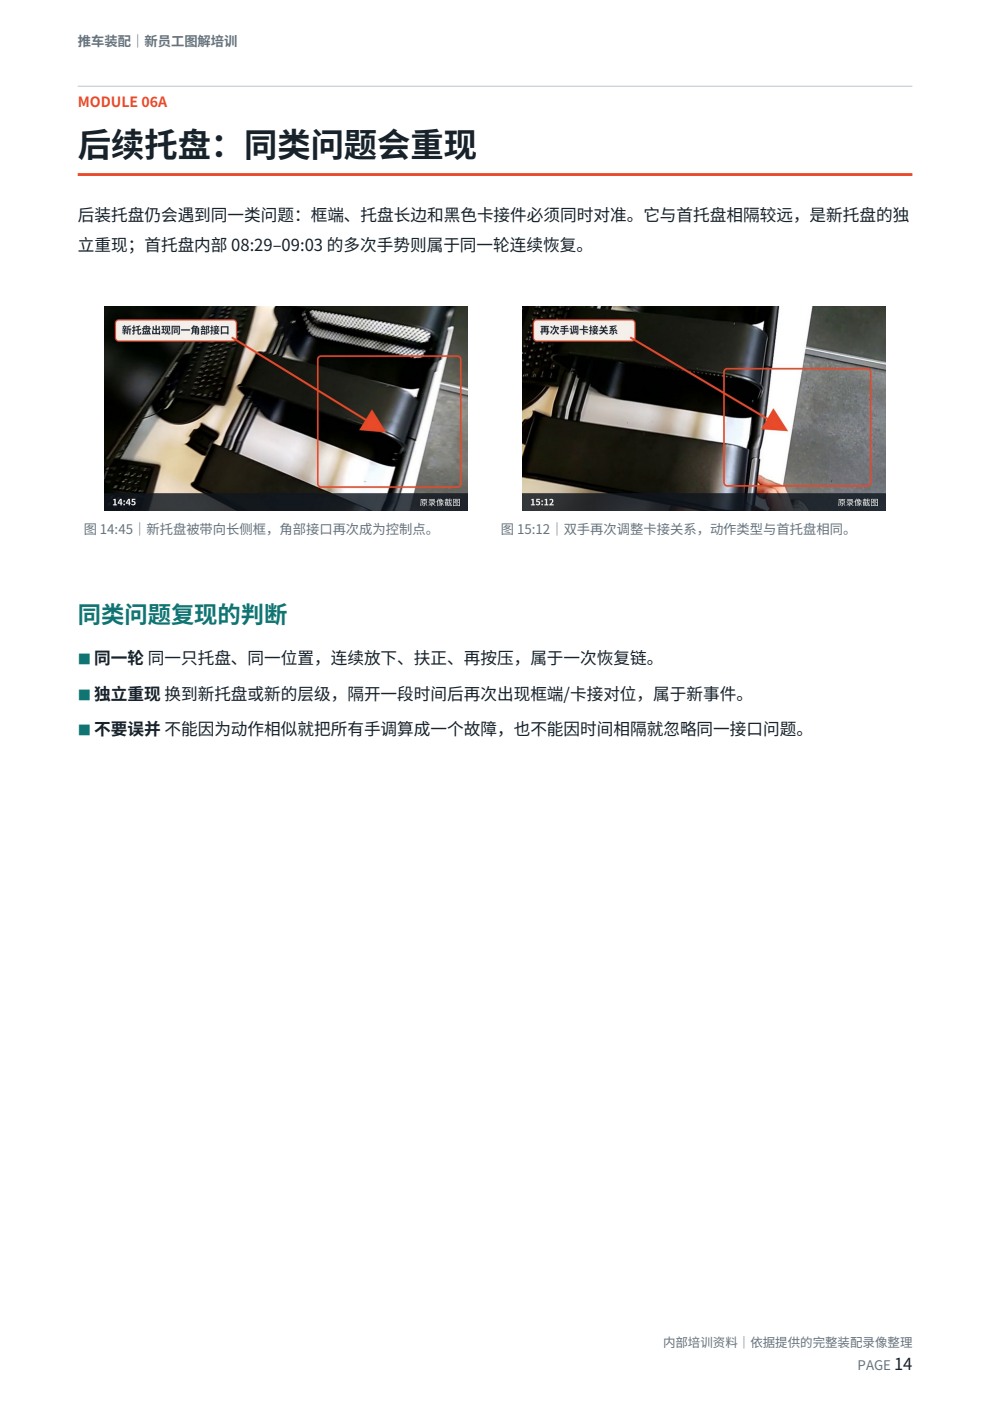 推车装配｜新员工图解培训
MODULE 06A
后续托盘：同类问题会重现
后装托盘仍会遇到同一类问题：框端、托盘长边和黑色卡接件必须同时对准。它与首托盘相隔较远，是新托盘的独
立重现；首托盘内部 08:29–09:03 的多次手势则属于同一轮连续恢复。
新托盘出现同一角部接口
14:45
原录像截图
再次手调卡接关系
15:12
原录像截图
图 14:45｜新托盘被带向长侧框，角部接口再次成为控制点。
图 15:12｜双手再次调整卡接关系，动作类型与首托盘相同。
同类问题复现的判断
■ 同一轮 同一只托盘、同一位置，连续放下、扶正、再按压，属于一次恢复链。
■ 独立重现 换到新托盘或新的层级，隔开一段时间后再次出现框端/卡接对位，属于新事件。
■ 不要误并 不能因为动作相似就把所有手调算成一个故障，也不能因时间相隔就忽略同一接口问题。
内部培训资料｜依据提供的完整装配录像整理
PAGE 14